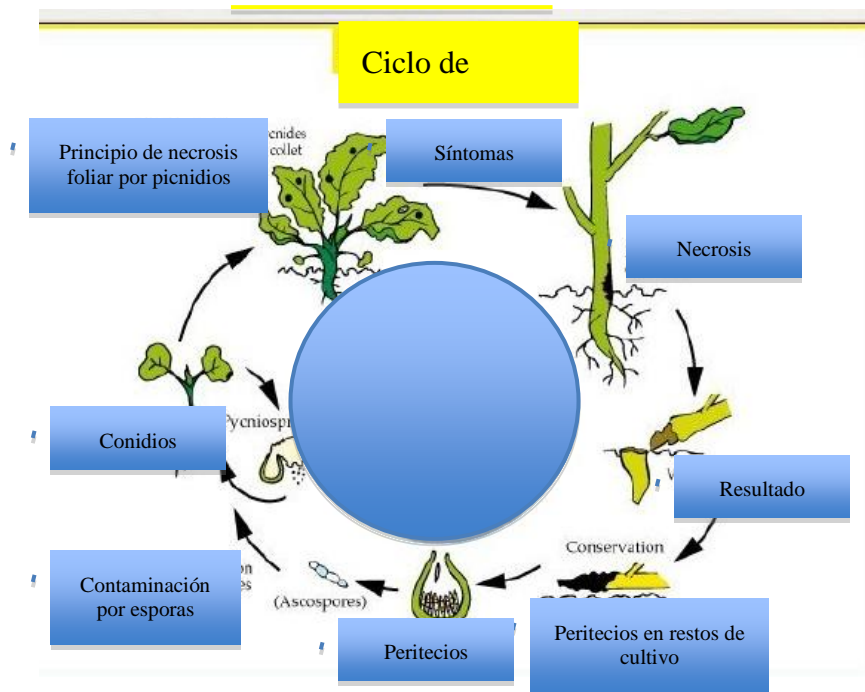 Ciclo de
Principio de necrosis
foliar por picnidios
collet
Síntomas
Necrosis
Conidios
Resultado
Conservation
Contaminación
por esporas
(Ascospores)
Peritecios
Peritecios en restos de
cultivo